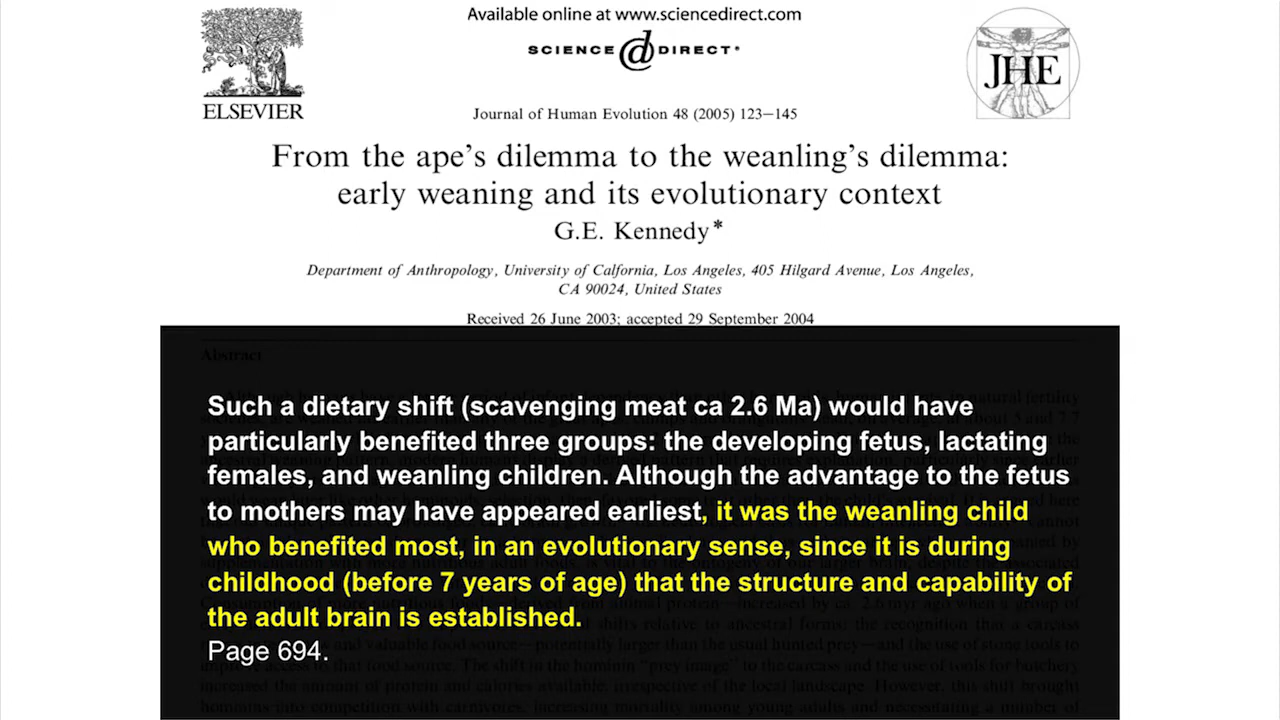 Available online at www.sciencedirect.com
SCIENCE @ DIRECT®
ELSEVIER
JHE
Journal of Human Evolution 48 (2005) 123–145
From the ape's dilemma to the weanling's dilemma:
early weaning and its evolutionary context
G.E. Kennedy*
Department of Anthropology, University of Calfornia, Los Angeles, 405 Hilgard Avenue, Los Angeles,
CA 90024, United States
Received 26 June 2003; accepted 29 September 2004
Abstract
Such a dietary shift (scavenging meat ca 2.6 Ma) would have
particularly benefited three groups: the developing fetus, lactating
females, and weanling children. Although the advantage to the fetus
to mothers may have appeared earliest, it was the weanling child
who benefited most, in an evolutionary sense, since it is during
childhood (before 7 years of age) that the structure and capability of
the adult brain is established.
Page 694.